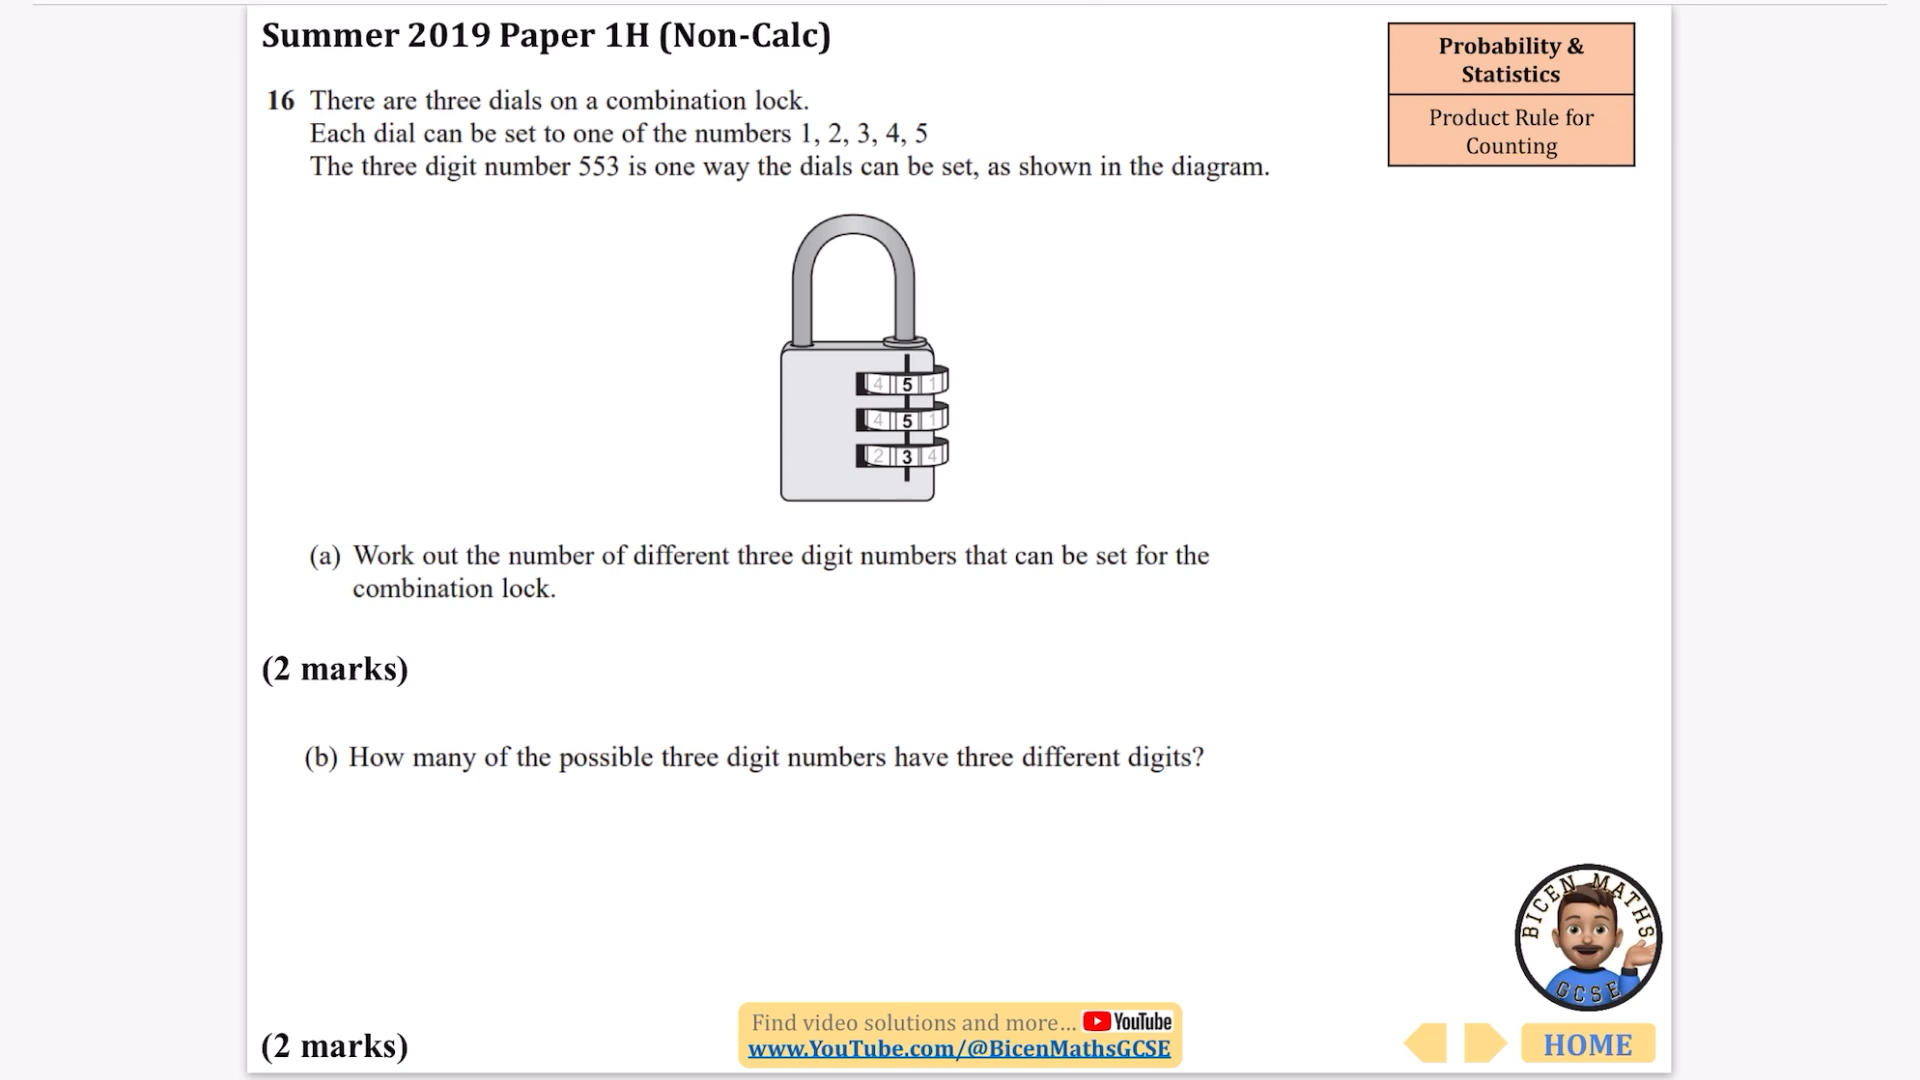 Summer 2019 Paper 1H (Non-Calc)
Probability &
Statistics
Product Rule for
Counting
16 There are three dials on a combination lock.
Each dial can be set to one of the numbers 1, 2, 3, 4, 5
The three digit number 553 is one way the dials can be set, as shown in the diagram.
4 5 1
4 5 1
2 3 4
(a) Work out the number of different three digit numbers that can be set for the
combination lock.
(2 marks)
(b) How many of the possible three digit numbers have three different digits?
BICEN MATHS
GCSE
(2 marks)
Find video solutions and more... YouTube
www.YouTube.com/@BicenMathsGCSE
HOME